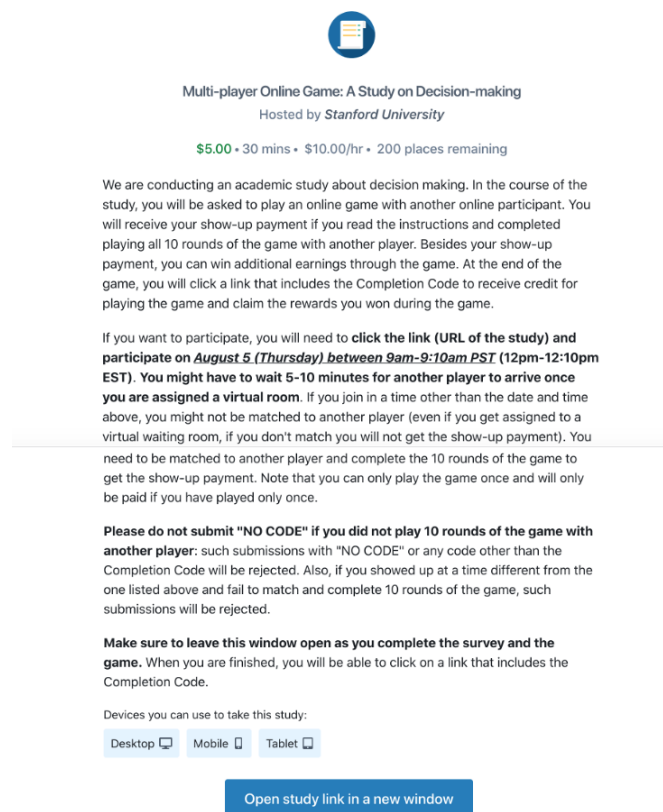 Multi-player Online Game: A Study on Decision-making
Hosted by Stanford University
$5.00 • 30 mins • $10.00/hr • 200 places remaining
We are conducting an academic study about decision making. In the course of the
study, you will be asked to play an online game with another online participant. You
will receive your show-up payment if you read the instructions and completed
playing all 10 rounds of the game with another player. Besides your show-up
payment, you can win additional earnings through the game. At the end of the
game, you will click a link that includes the Completion Code to receive credit for
playing the game and claim the rewards you won during the game.
If you want to participate, you will need to click the link (URL of the study) and
participate on August 5 (Thursday) between 9am-9:10am PST (12pm-12:10pm
EST). You might have to wait 5-10 minutes for another player to arrive once
you are assigned a virtual room. If you join in a time other than the date and time
above, you might not be matched to another player (even if you get assigned to a
virtual waiting room, if you don't match you will not get the show-up payment). You
need to be matched to another player and complete the 10 rounds of the game to
get the show-up payment. Note that you can only play the game once and will only
be paid if you have played only once.
Please do not submit "NO CODE" if you did not play 10 rounds of the game with
another player: such submissions with "NO CODE" or any code other than the
Completion Code will be rejected. Also, if you showed up at a time different from the
one listed above and fail to match and complete 10 rounds of the game, such
submissions will be rejected.
Make sure to leave this window open as you complete the survey and the
game. When you are finished, you will be able to click on a link that includes the
Completion Code.
Devices you can use to take this study:
Desktop Mobile Tablet
Open study link in a new window